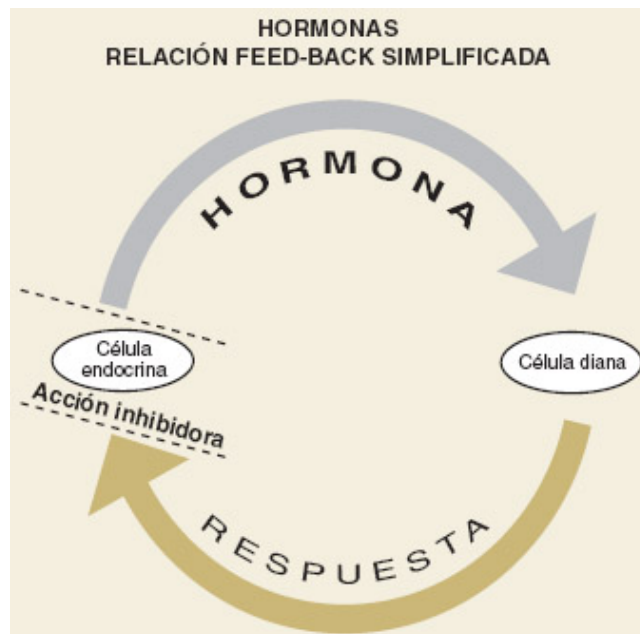 HORMONAS
RELACIÓN FEED-BACK SIMPLIFICADA
HORMONA
Célula
endocrina
Célula diana
Acción inhibidora
RESPUESTA